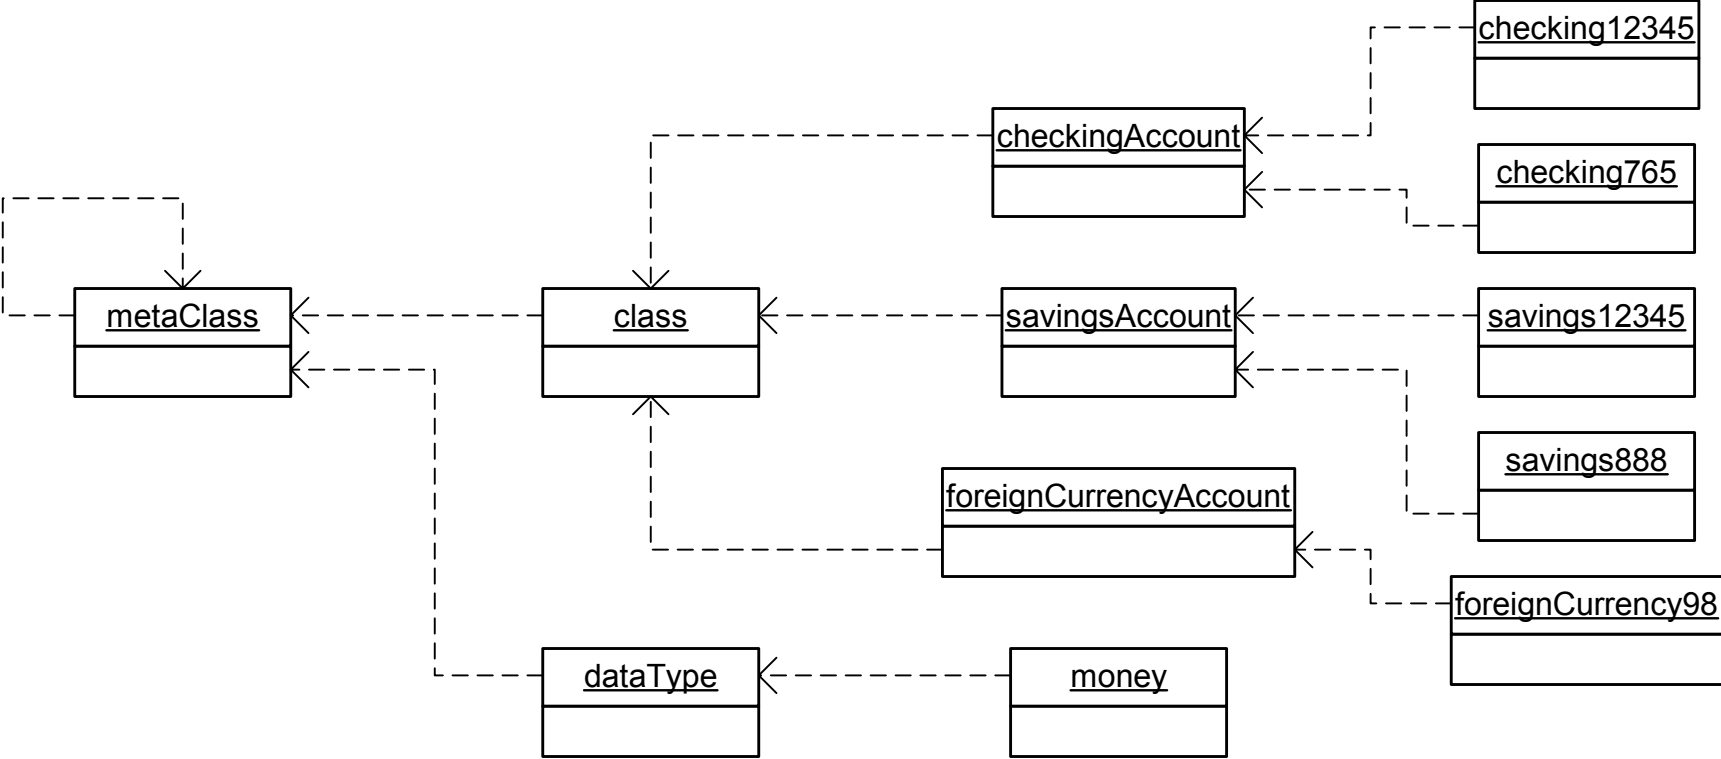 checking12345
checkingAccount
checking765
metaClass
class
savingsAccount
savings12345
savings888
foreignCurrencyAccount
foreignCurrency98
dataType
money